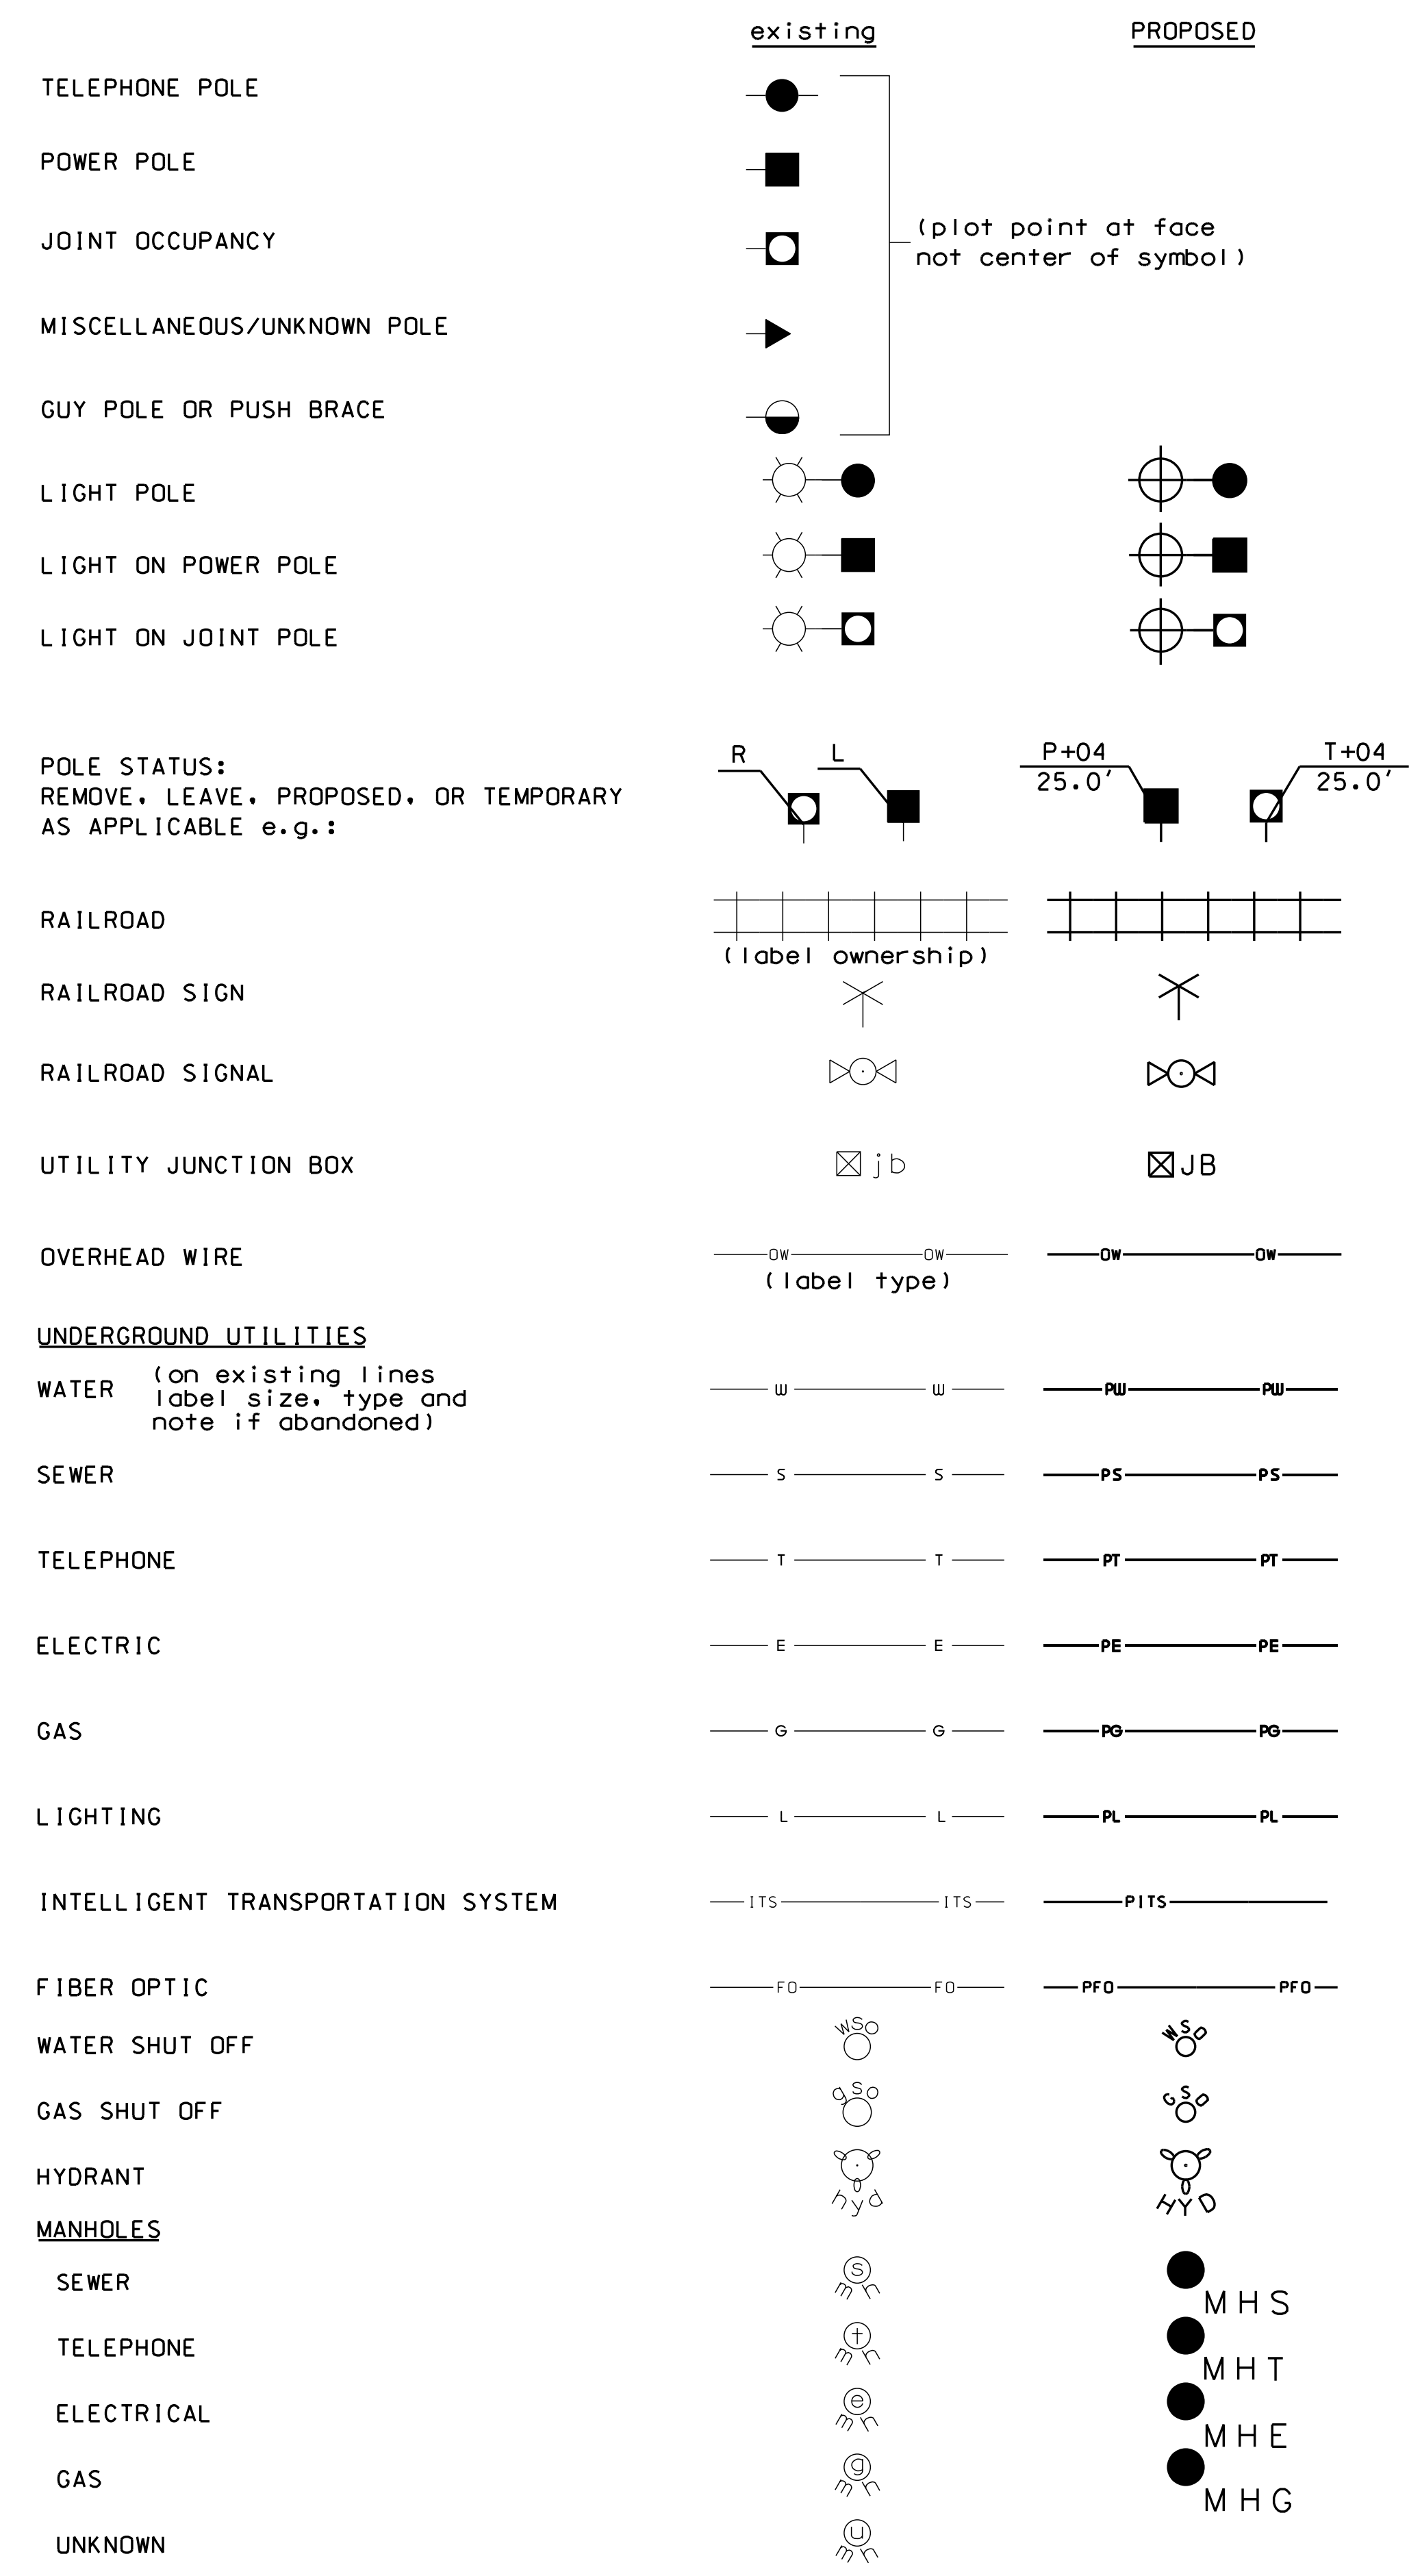 existing PROPOSED
TELEPHONE POLE
POWER POLE
JOINT OCCUPANCY
(plot point at face
not center of symbol)
MISCELLANEOUS/UNKNOWN POLE
GUY POLE OR PUSH BRACE
LIGHT POLE
LIGHT ON POWER POLE
LIGHT ON JOINT POLE
R L P+04 T+04
25.0' 25.0'
POLE STATUS:
REMOVE, LEAVE, PROPOSED, OR TEMPORARY
AS APPLICABLE e.g.:
RAILROAD
(label ownership)
RAILROAD SIGN
RAILROAD SIGNAL
UTILITY JUNCTION BOX jb JB
OVERHEAD WIRE OW OW OW OW
(label type)
UNDERGROUND UTILITIES
WATER (on existing lines
label size, type and
note if abandoned)
W W PW PW
SEWER S S PS PS
TELEPHONE T T PT PT
ELECTRIC E E PE PE
GAS G G PG PG
LIGHTING L L PL PL
INTELLIGENT TRANSPORTATION SYSTEM ITS ITS PITS
FIBER OPTIC FO FO PFO PFO
WATER SHUT OFF wso WSO
GAS SHUT OFF gso GSO
HYDRANT hyd HYD
MANHOLES
SEWER s mh MHS
TELEPHONE t mh MHT
ELECTRICAL e mh MHE
GAS g mh MHG
UNKNOWN u mh